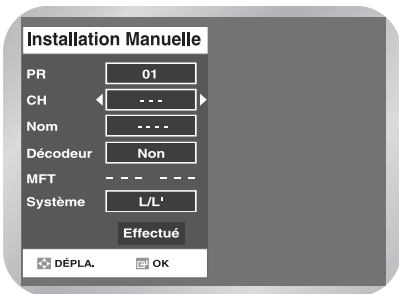 Installation Manuelle
PR 01
CH - - -
Nom - - - -
Décodeur Non
MFT - - - - - -
Système L/L'
Effectué
DÉPLA. OK